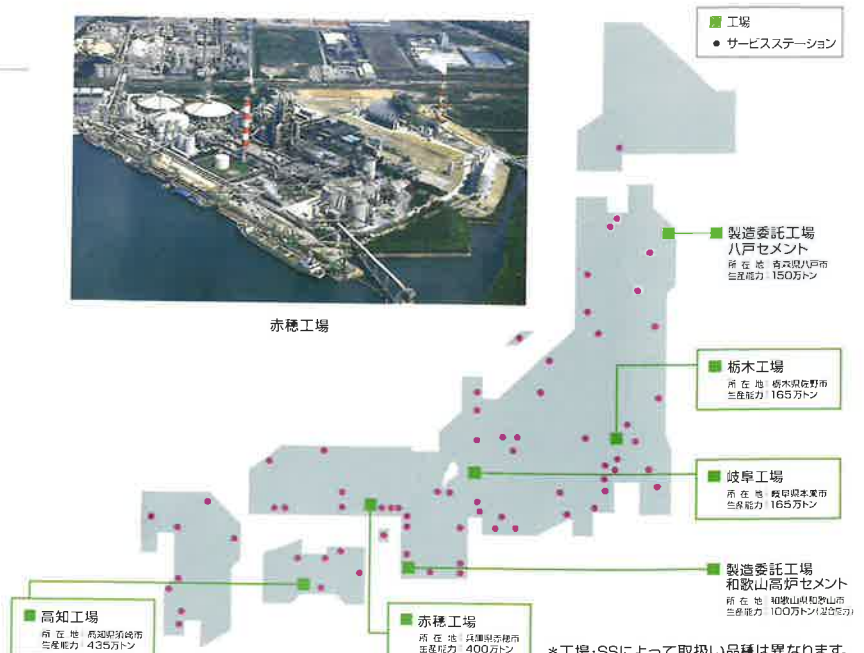 工場
サービスステーション
赤穂工場
製造委託工場
八戸セメント
所在地：青森県八戸市
生産能力：150万トン
栃木工場
所在地：栃木県佐野市
生産能力：165万トン
岐阜工場
所在地：岐阜県本巣市
生産能力：165万トン
製造委託工場
和歌山高炉セメント
所在地：和歌山県和歌山市
生産能力：100万トン(混合能力)
高知工場
所在地：高知県須崎市
生産能力：435万トン
赤穂工場
所在地：兵庫県赤穂市
生産能力：400万トン
＊工場・SSによって取扱い品種は異なります。